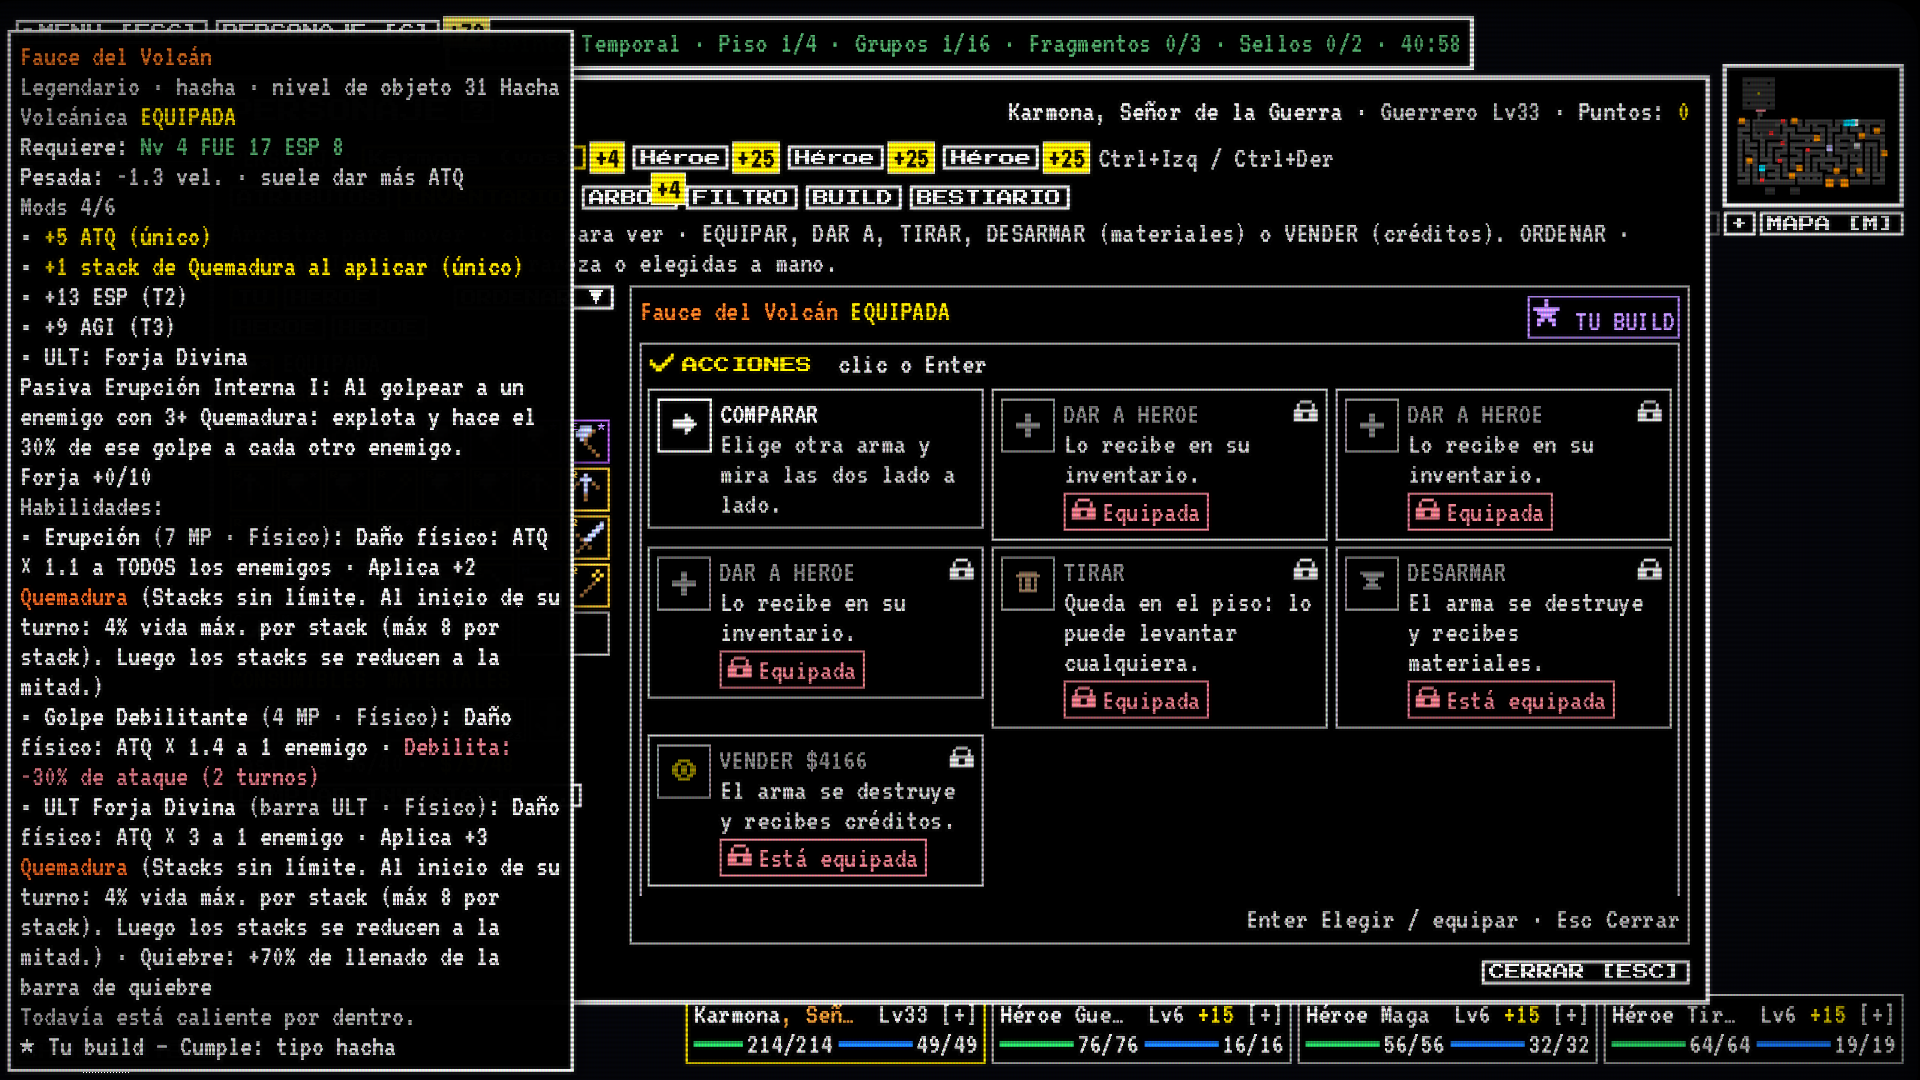 MENU [ESC]
PERSONAJE [C]
Temporal · Piso 1/4 · Grupos 1/16 · Fragmentos 0/3 · Sellos 0/2 · 40:58
Fauce del Volcán
Legendario · hacha · nivel de objeto 31 Hacha
Volcánica EQUIPADA
Requiere: Nv 4 FUE 17 ESP 8
Pesada: -1.3 vel. · suele dar más ATQ
Mods 4/6
· +5 ATQ (único)
· +1 stack de Quemadura al aplicar (único)
· +13 ESP (T2)
· +9 AGI (T3)
· ULT: Forja Divina
Pasiva Erupción Interna I: Al golpear a un
enemigo con 3+ Quemadura: explota y hace el
30% de ese golpe a cada otro enemigo.
Forja +0/10
Habilidades:
· Erupción (7 MP · Físico): Daño físico: ATQ
X 1.1 a TODOS los enemigos · Aplica +2
Quemadura (Stacks sin límite. Al inicio de su
turno: 4% vida máx. por stack (máx 8 por
stack). Luego los stacks se reducen a la
mitad.)
· Golpe Debilitante (4 MP · Físico): Daño
físico: ATQ X 1.4 a 1 enemigo · Debilita:
-30% de ataque (2 turnos)
· ULT Forja Divina (barra ULT · Físico): Daño
físico: ATQ X 3 a 1 enemigo · Aplica +3
Quemadura (Stacks sin límite. Al inicio de su
turno: 4% vida máx. por stack (máx 8 por
stack). Luego los stacks se reducen a la
mitad.) · Quiebre: +70% de llenado de la
barra de quiebre
Todavía está caliente por dentro.
* Tu build - Cumple: tipo hacha
Karmona, Señor de la Guerra · Guerrero Lv33 · Puntos: 0
+4 Héroe +25 Héroe +25 Héroe +25 Ctrl+Izq / Ctrl+Der
ARBO +4 FILTRO BUILD BESTIARIO
ara ver · EQUIPAR, DAR A, TIRAR, DESARMAR (materiales) o VENDER (créditos). ORDENAR ·
za o elegidas a mano.
+ MAPA [M]
Fauce del Volcán EQUIPADA
TU BUILD
ACCIONES clic o Enter
COMPARAR
Elige otra arma y
mira las dos lado a
lado.
DAR A HEROE
Lo recibe en su
inventario.
Equipada
DAR A HEROE
Lo recibe en su
inventario.
Equipada
DAR A HEROE
Lo recibe en su
inventario.
Equipada
TIRAR
Queda en el piso: lo
puede levantar
cualquiera.
Equipada
DESARMAR
El arma se destruye
y recibes
materiales.
Está equipada
VENDER $4166
El arma se destruye
y recibes créditos.
Está equipada
Enter Elegir / equipar · Esc Cerrar
CERRAR [ESC]
Karmona, Señ… Lv33 [+]
214/214 49/49
Héroe Gue… Lv6 +15 [+]
76/76 16/16
Héroe Maga Lv6 +15 [+]
56/56 32/32
Héroe Tir… Lv6 +15 [+]
64/64 19/19